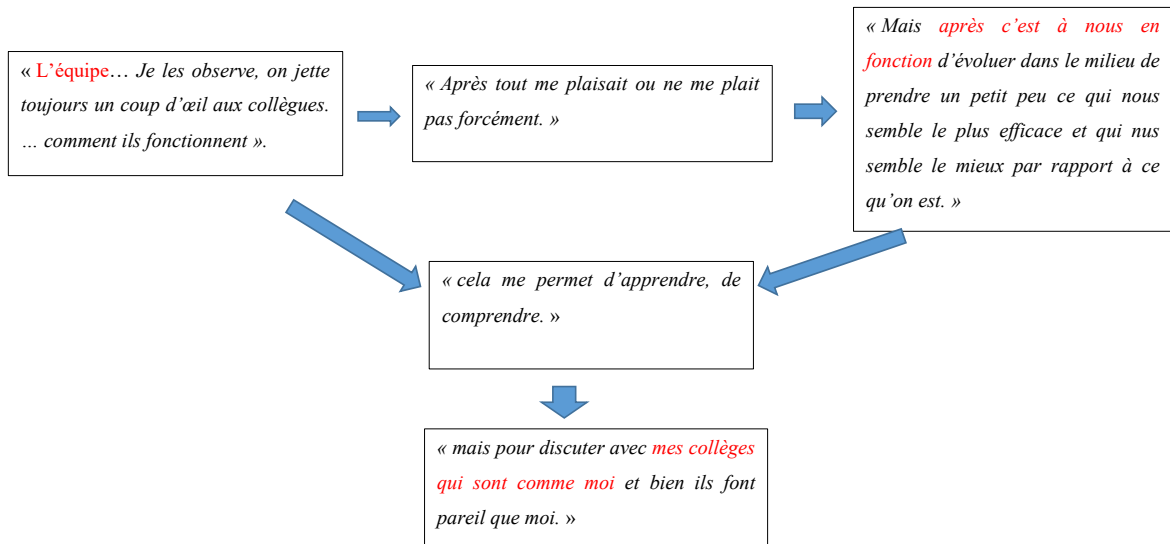 « L’équipe… Je les observe, on jette
toujours un coup d’œil aux collègues.
… comment ils fonctionnent ».
« Après tout me plaisait ou ne me plait
pas forcément. »
« Mais après c’est à nous en
fonction d’évoluer dans le milieu de
prendre un petit peu ce qui nous
semble le plus efficace et qui nus
semble le mieux par rapport à ce
qu’on est. »
« cela me permet d’apprendre, de
comprendre. »
« mais pour discuter avec mes collèges
qui sont comme moi et bien ils font
pareil que moi. »